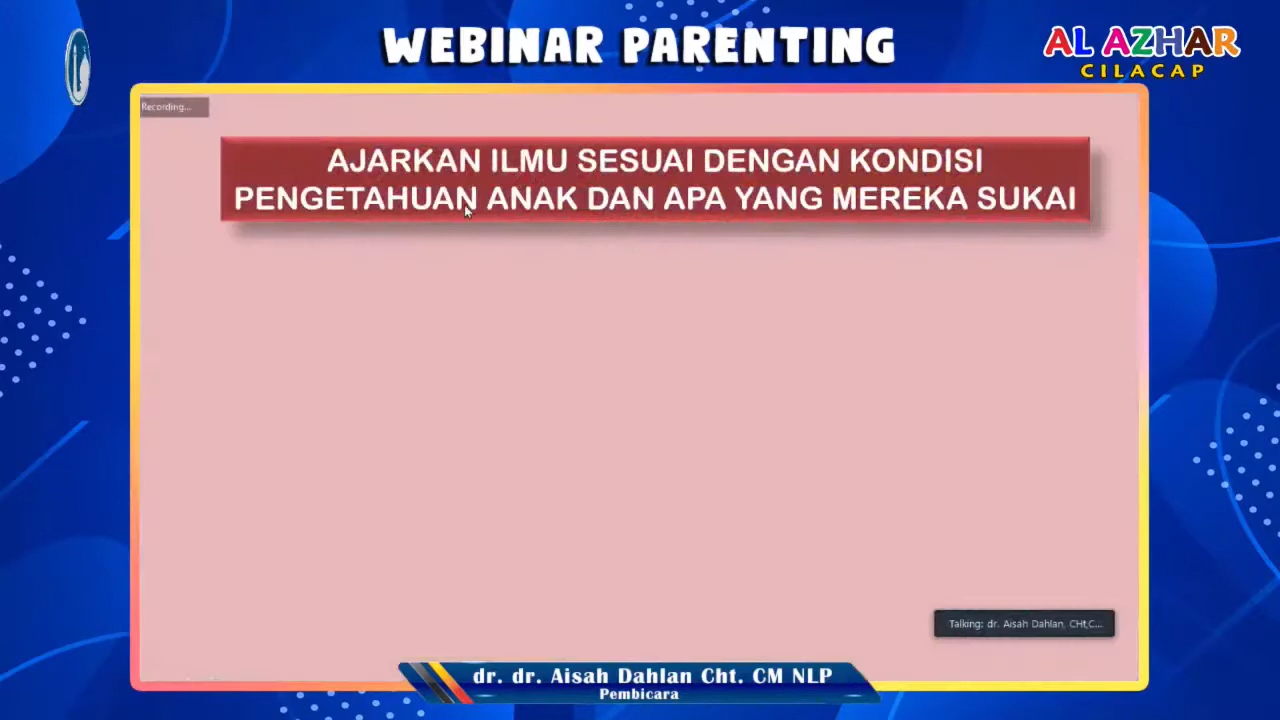 WEBINAR PARENTING
AL AZHAR
CILACAP
Recording...
AJARKAN ILMU SESUAI DENGAN KONDISI
PENGETAHUAN ANAK DAN APA YANG MEREKA SUKAI
Talking: dr. Aisah Dahlan, CHt,C...
dr. dr. Aisah Dahlan Cht. CM NLP
Pembicara